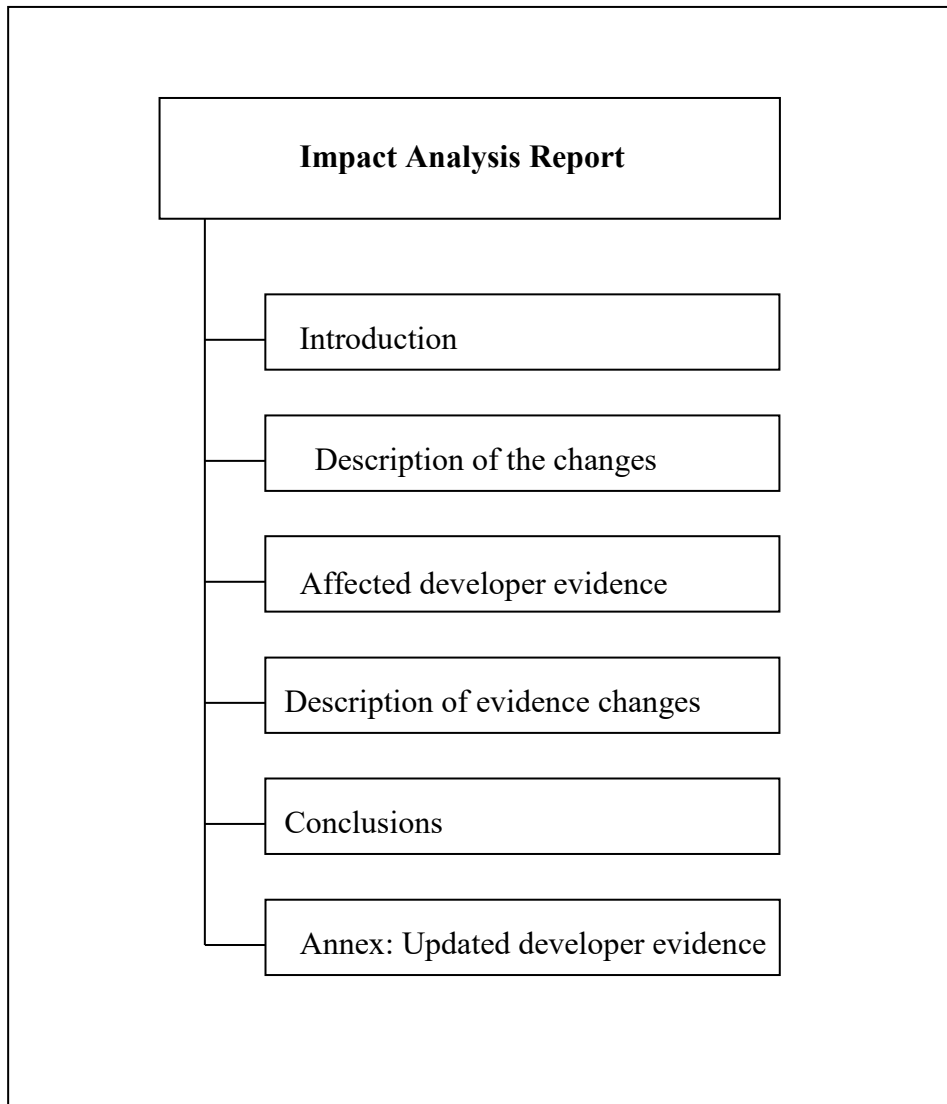 Impact Analysis Report
Introduction
Description of the changes
Affected developer evidence
Description of evidence changes
Conclusions
Annex: Updated developer evidence